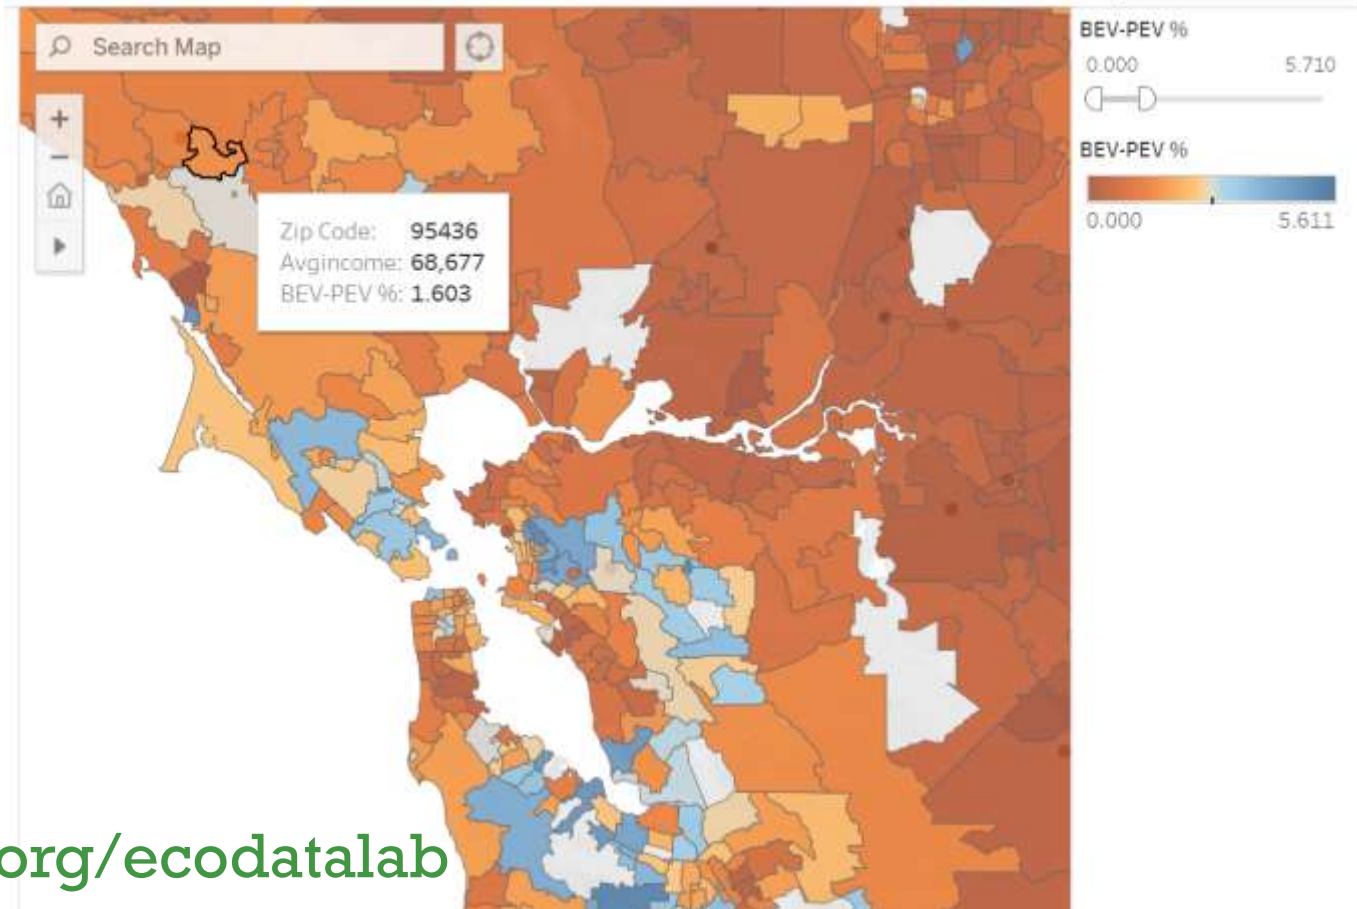 Search Map
BEV-PEV %
0.000 5.710
BEV-PEV %
0.000 5.611
Zip Code: 95436
Avgincome: 68,677
BEV-PEV %: 1.603
org/ecodatalab